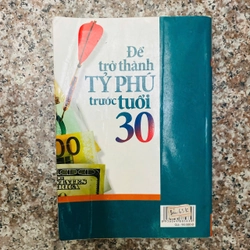 Để
trở thành
TỶ PHÚ
trước tuổi
30